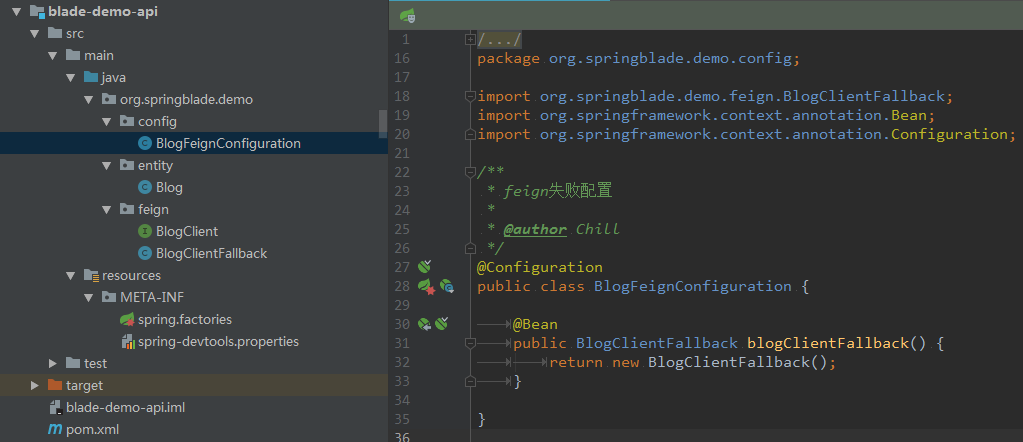 blade-demo-api
src
main
java
org.springblade.demo
config
BlogFeignConfiguration
entity
Blog
feign
BlogClient
BlogClientFallback
resources
META-INF
spring.factories
spring-devtools.properties
test
target
blade-demo-api.iml
pom.xml
1 /.../
16 package org.springblade.demo.config;
17
18 import org.springblade.demo.feign.BlogClientFallback;
19 import org.springframework.context.annotation.Bean;
20 import org.springframework.context.annotation.Configuration;
21
22 /**
23 * feign失败配置
24 *
25 * @author Chill
26 */
27 @Configuration
28 public class BlogFeignConfiguration {
29
30 @Bean
31 public BlogClientFallback blogClientFallback() {
32 return new BlogClientFallback();
33 }
34
35 }
36